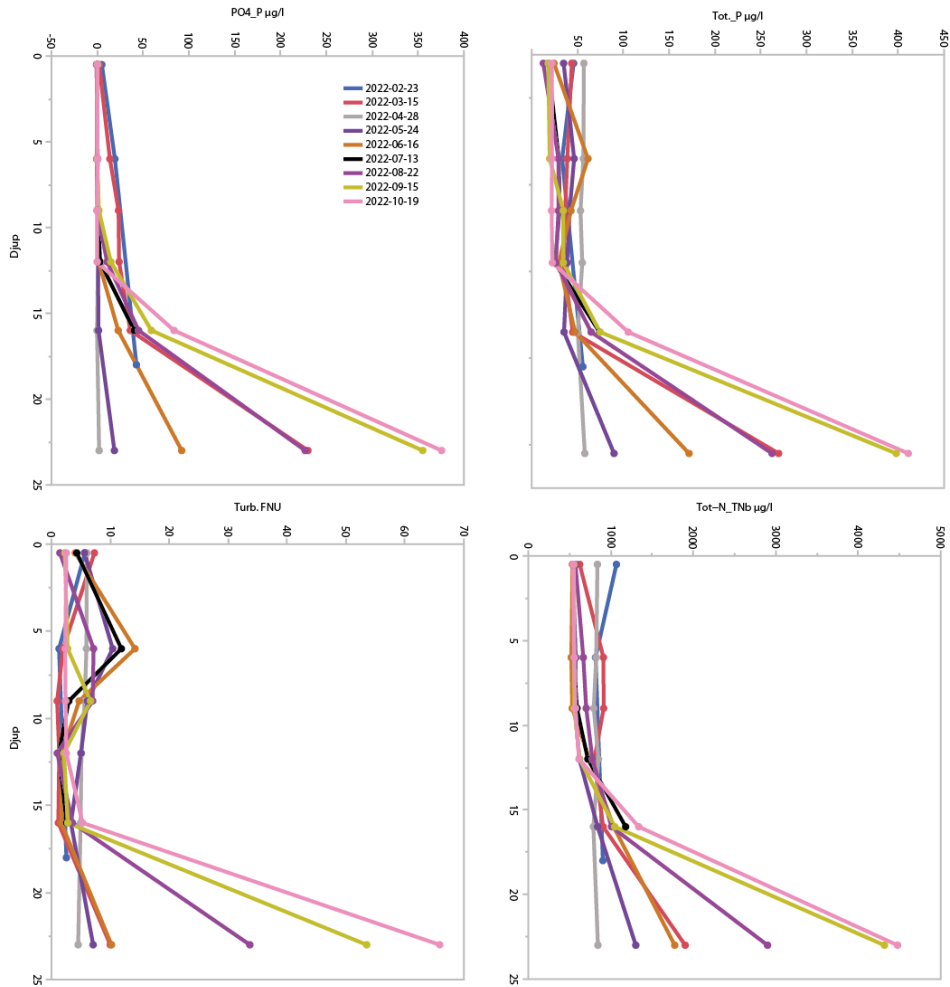 PO4_P µg/l
-50 0 50 100 150 200 250 300 350 400
0
5
10
15
20
25
Djup
2022-02-23
2022-03-15
2022-04-28
2022-05-24
2022-06-16
2022-07-13
2022-08-22
2022-09-15
2022-10-19
Tot._P µg/l
50 100 150 200 250 300 350 400 450
Turb. FNU
0 10 20 30 40 50 60 70
0
5
10
15
20
25
Djup
Tot–N_TNb µg/l
0 1000 2000 3000 4000 5000
0
5
10
15
20
25